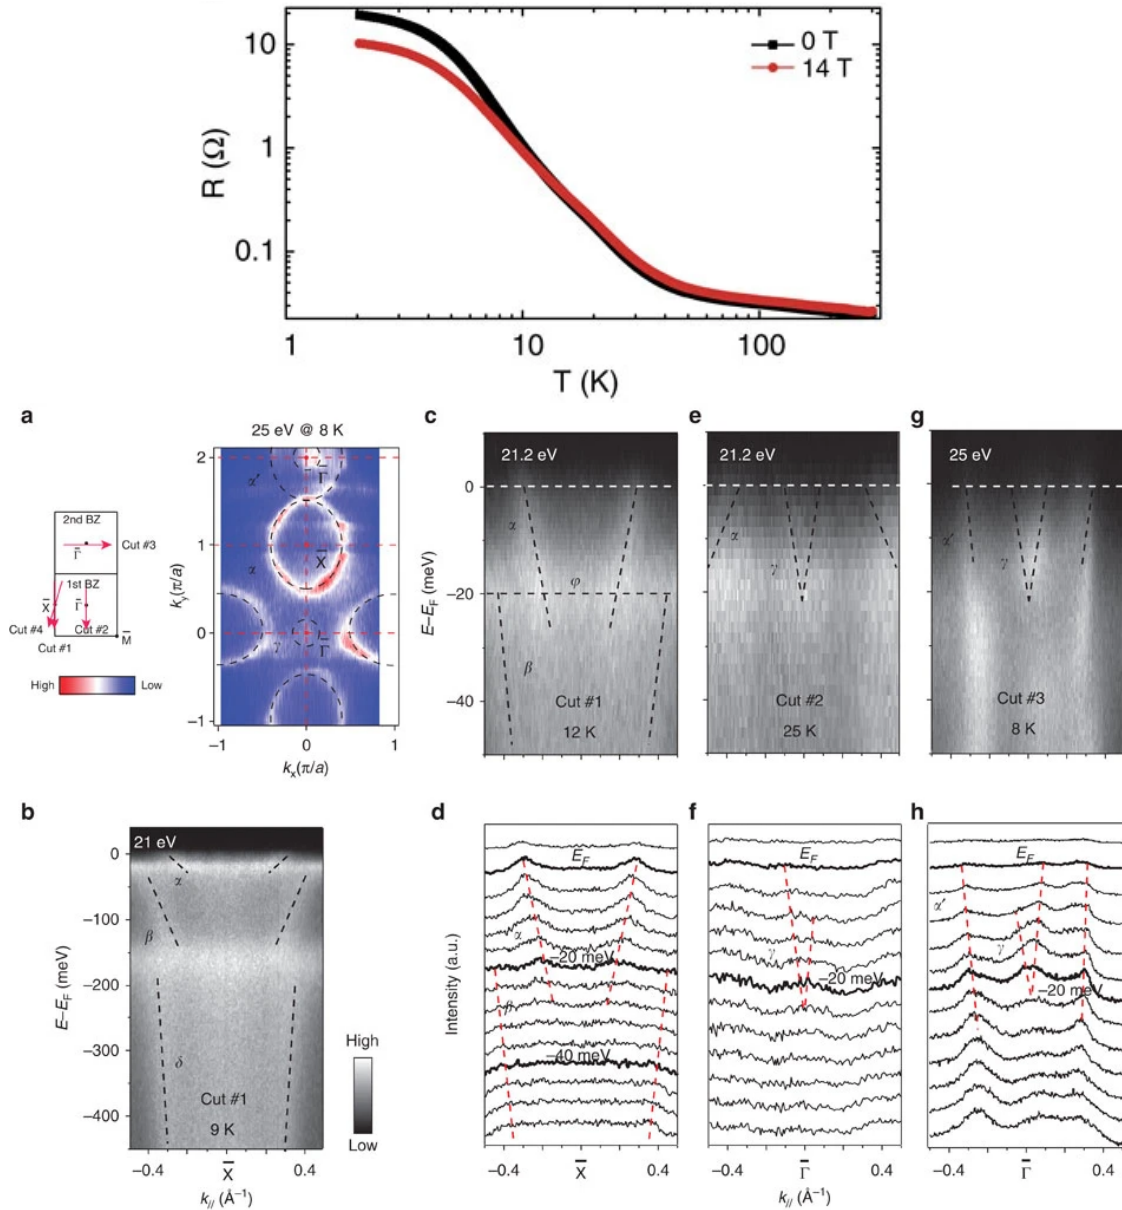 0 T
14 T
10
1
0.1
R (Ω)
1
10
100
T (K)
a
25 eV @ 8 K
2nd BZ
Γ̅
Cut #3
1st BZ
X̅
Γ̅
Cut #4
Cut #2
M̅
Cut #1
High
Low
2
1
0
−1
k_y(π/a)
α′
Γ̅
X̅
α
γ
Γ̅
−1
0
1
k_x(π/a)
c
21.2 eV
0
−20
−40
E–E_F (meV)
α
φ
β
Cut #1
12 K
e
21.2 eV
α
γ
Cut #2
25 K
g
25 eV
α′
γ
Cut #3
8 K
b
21 eV
0
−100
−200
−300
−400
E–E_F (meV)
α
β
δ
Cut #1
9 K
High
Low
−0.4
X̅
0.4
k_// (Å⁻¹)
d
Intensity (a.u.)
E_F
α
−20 meV
β
−40 meV
−0.4
X̅
0.4
f
E_F
γ
−20 meV
−0.4
Γ̅
0.4
k_// (Å⁻¹)
h
E_F
α′
γ
−20 meV
−0.4
Γ̅
0.4